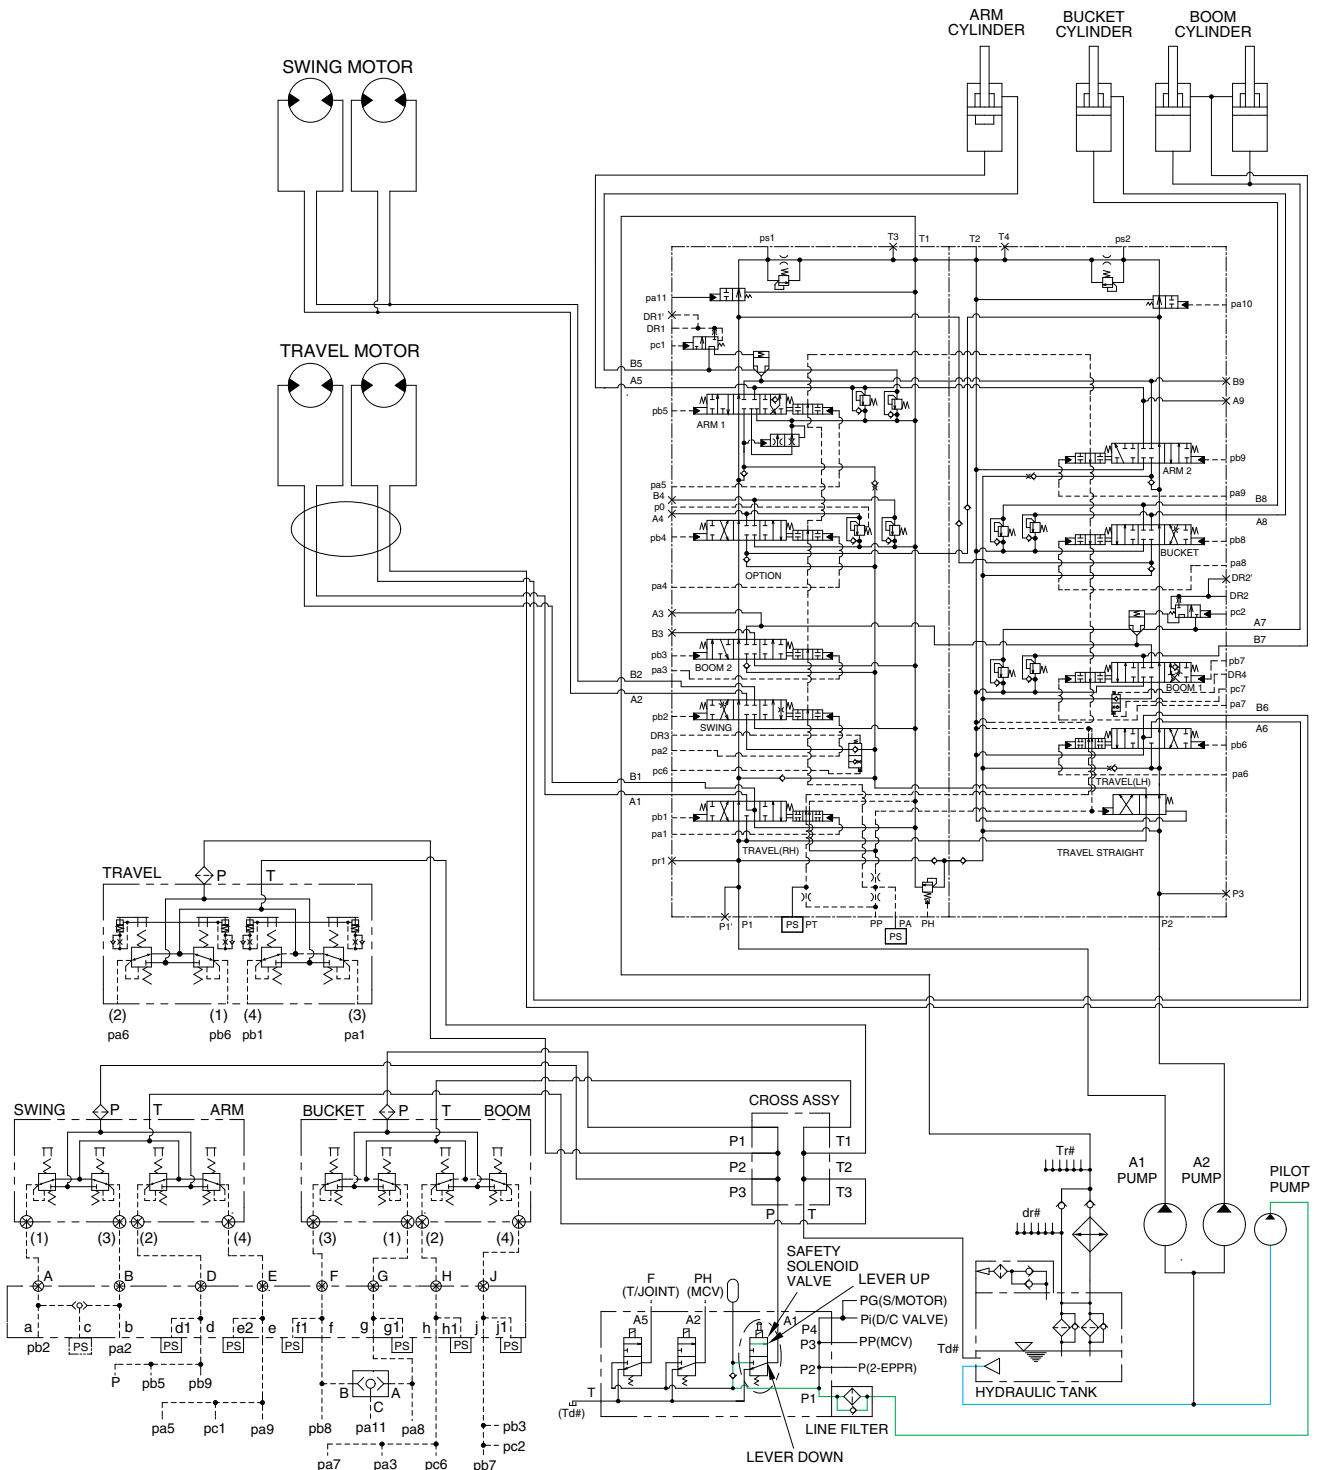 ARM
CYLINDER
BUCKET
CYLINDER
BOOM
CYLINDER
SWING MOTOR
TRAVEL MOTOR
ps1
T3
T1
T2
T4
ps2
pa11
pa10
DR1'
DR1
pc1
B5
A5
B9
A9
pb5
ARM 1
ARM 2
pb9
pa5
pa9
B4
p0
A4
B8
A8
pb4
OPTION
BUCKET
pb8
pa8
pa4
DR2'
DR2
A3
pc2
B3
A7
B7
pb3
BOOM 2
pa3
pb7
DR4
B2
BOOM 1
pc7
A2
pa7
pb2
SWING
B6
A6
DR3
pa2
pb6
pc6
pa6
B1
TRAVEL(LH)
A1
pb1
pa1
TRAVEL(RH)
TRAVEL STRAIGHT
pr1
P3
P1'
P1
PS
PT
PP
PA
PH
P2
PS
TRAVEL
P
T
(2)
(1)
(4)
(3)
pa6
pb6
pb1
pa1
SWING
P
T
ARM
BUCKET
P
T
BOOM
CROSS ASSY
P1
T1
P2
T2
P3
T3
P
T
Tr#
A1
PUMP
A2
PUMP
PILOT
PUMP
dr#
(1)
(3)
(2)
(4)
(3)
(1)
(2)
(4)
SAFETY
SOLENOID
VALVE
LEVER UP
A
B
D
E
F
G
H
J
F
(T/JOINT)
PH
(MCV)
PG(S/MOTOR)
Pi(D/C VALVE)
A5
A2
A1
P4
P3
PP(MCV)
P2
P(2-EPPR)
P1
T
(Td#)
Td#
HYDRAULIC TANK
LINE FILTER
LEVER DOWN
a
c
b
d1
d
e2
e
f1
f
g
g1
h
h1
j
j1
pb2
PS
pa2
PS
PS
PS
PS
PS
PS
P
pb5
pb9
B
A
C
pa5
pc1
pa9
pb8
pa11
pa8
pb3
pc2
pa7
pa3
pc6
pb7